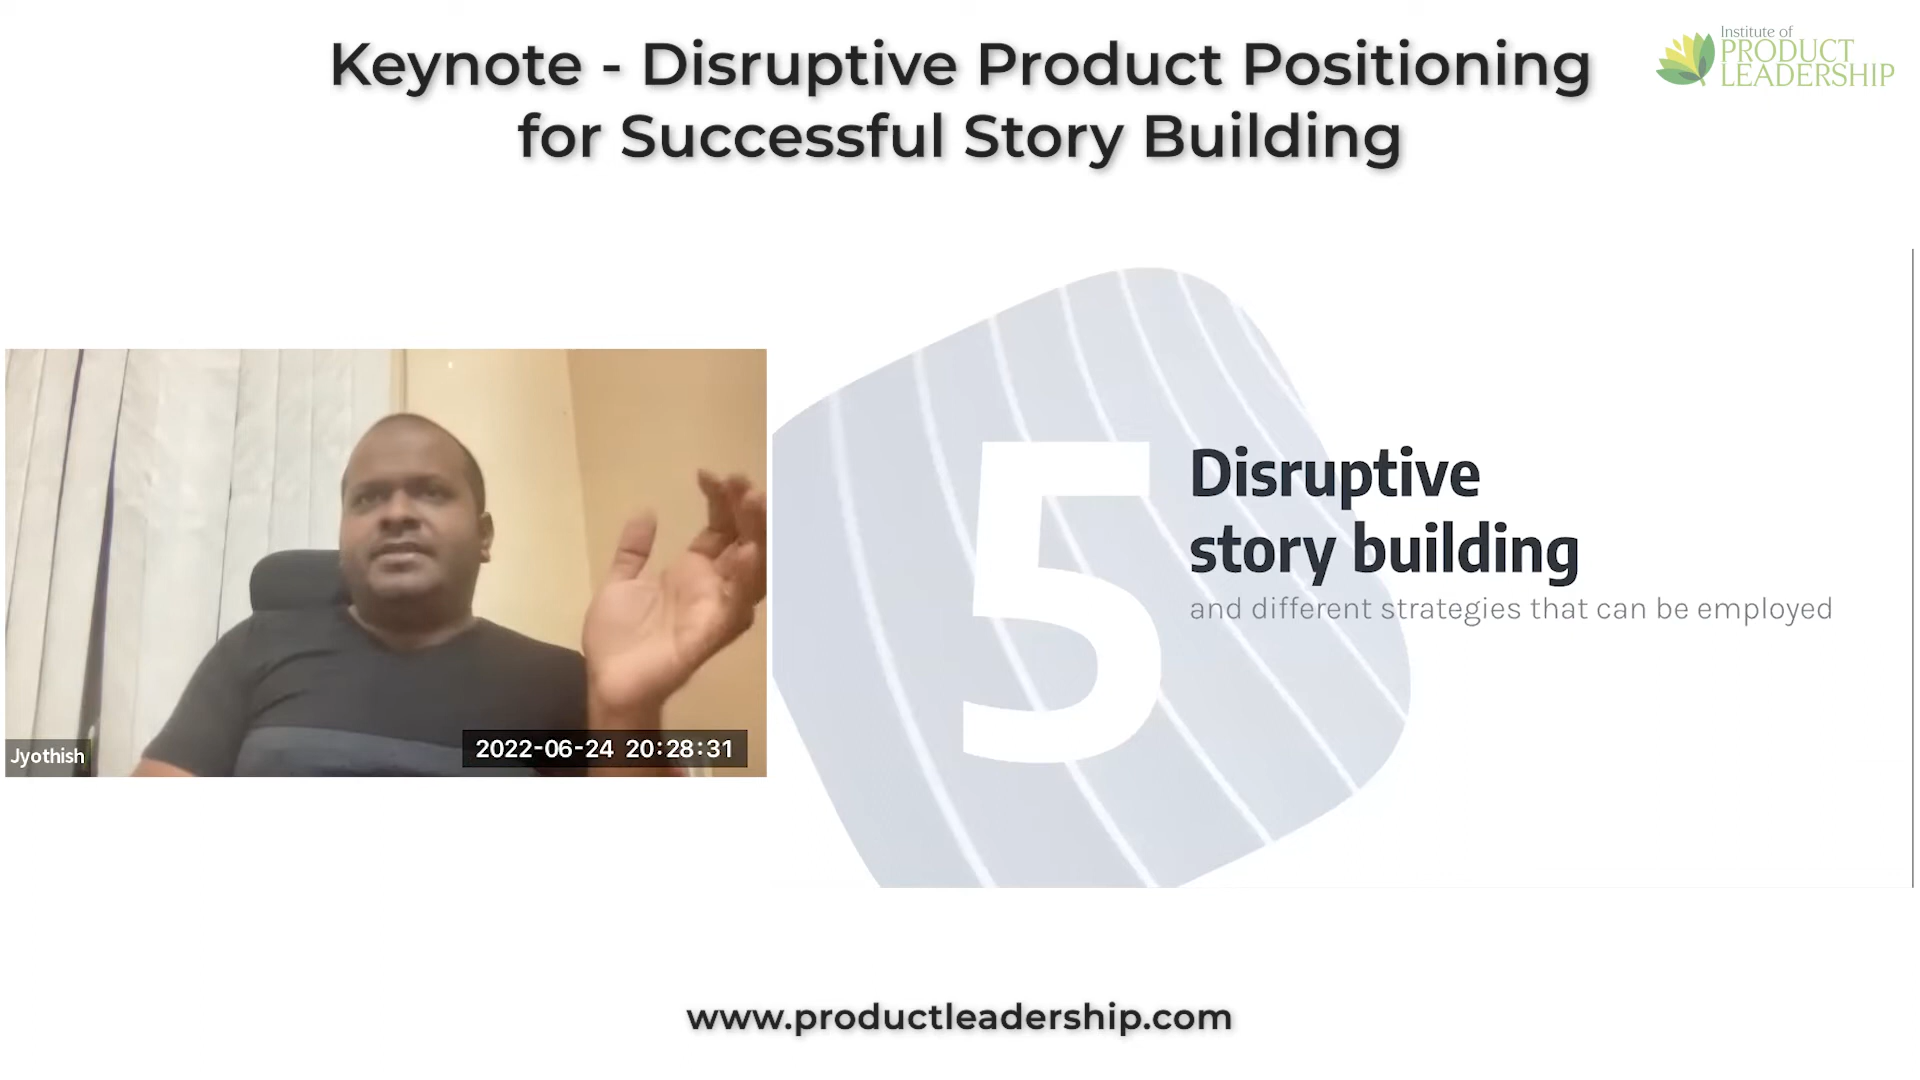 Keynote - Disruptive Product Positioning
for Successful Story Building
Institute of
PRODUCT
LEADERSHIP
5
Disruptive
story building
and different strategies that can be employed
Jyothish
2022-06-24 20:28:31
www.productleadership.com